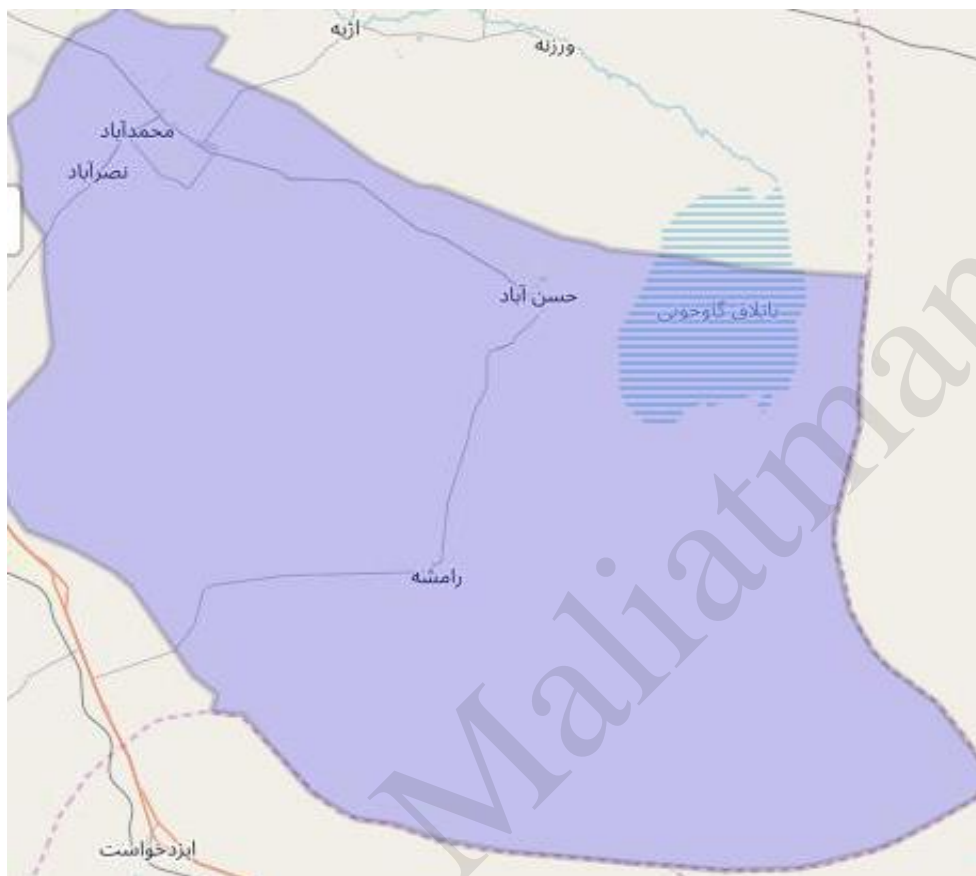 اژیه
ورزنه
محمدآباد
نصرآباد
حسن آباد
باتلاق گاوخونی
رامشه
ایزدخواست
Maliatman